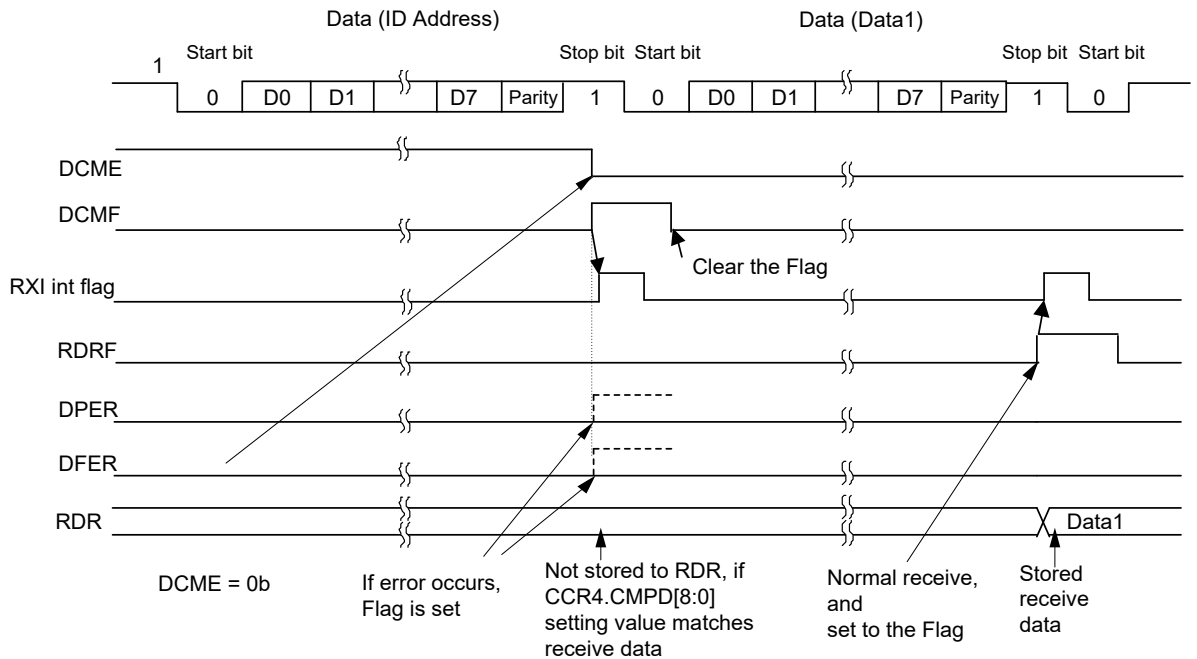 Data (ID Address) Data (Data1)
Start bit Stop bit Start bit Stop bit Start bit
1
0 D0 D1 D7 Parity 1 0 D0 D1 D7 Parity 1 0
DCME
DCMF
Clear the Flag
RXI int flag
RDRF
DPER
DFER
RDR Data1
DCME = 0b
If error occurs,
Flag is set
Not stored to RDR, if
CCR4.CMPD[8:0]
setting value matches
receive data
Normal receive,
and
set to the Flag
Stored
receive
data